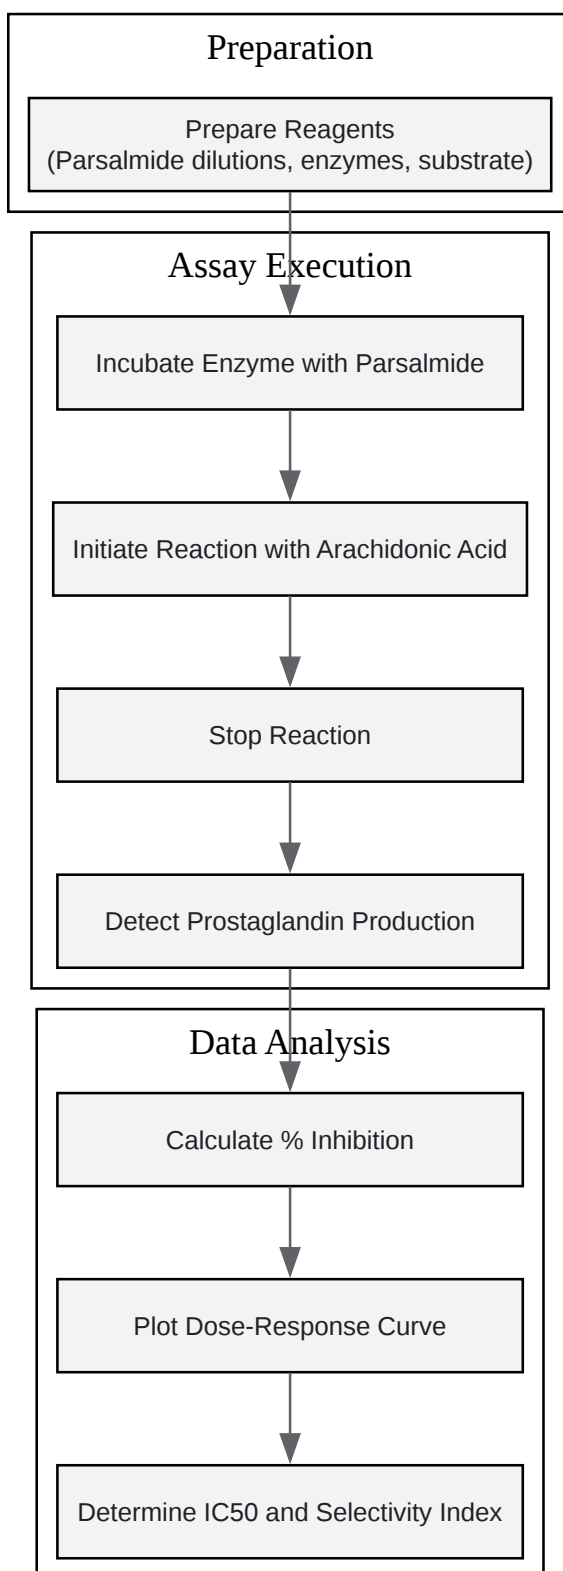 Preparation
Prepare Reagents
(Parsalmide dilutions, enzymes, substrate)
Assay Execution
Incubate Enzyme with Parsalmide
Initiate Reaction with Arachidonic Acid
Stop Reaction
Detect Prostaglandin Production
Data Analysis
Calculate % Inhibition
Plot Dose-Response Curve
Determine IC50 and Selectivity Index